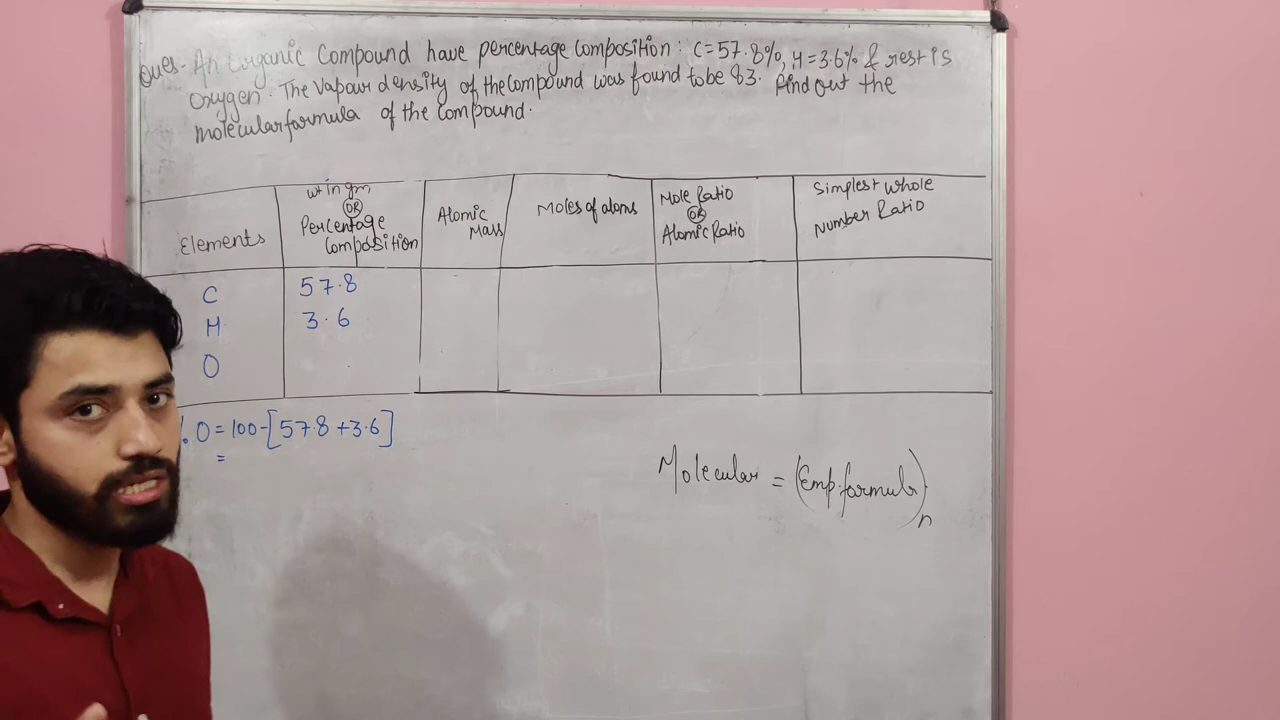 Ques- An Organic Compound have percentage Composition : C=57.8%, H=3.6% & rest is
Oxygen. The Vapour density of the Compound was found to be 83. Find out the
molecular formula of the Compound.
Elements
wt in gm
OR
Percentage
Composition
Atomic
Mass
Moles of atoms
Mole Ratio
OR
Atomic Ratio
Simplest whole
Number Ratio
C 57.8
H 3.6
O
%. O = 100-[57.8+3.6]
=
Molecular = (Emp.formula)n